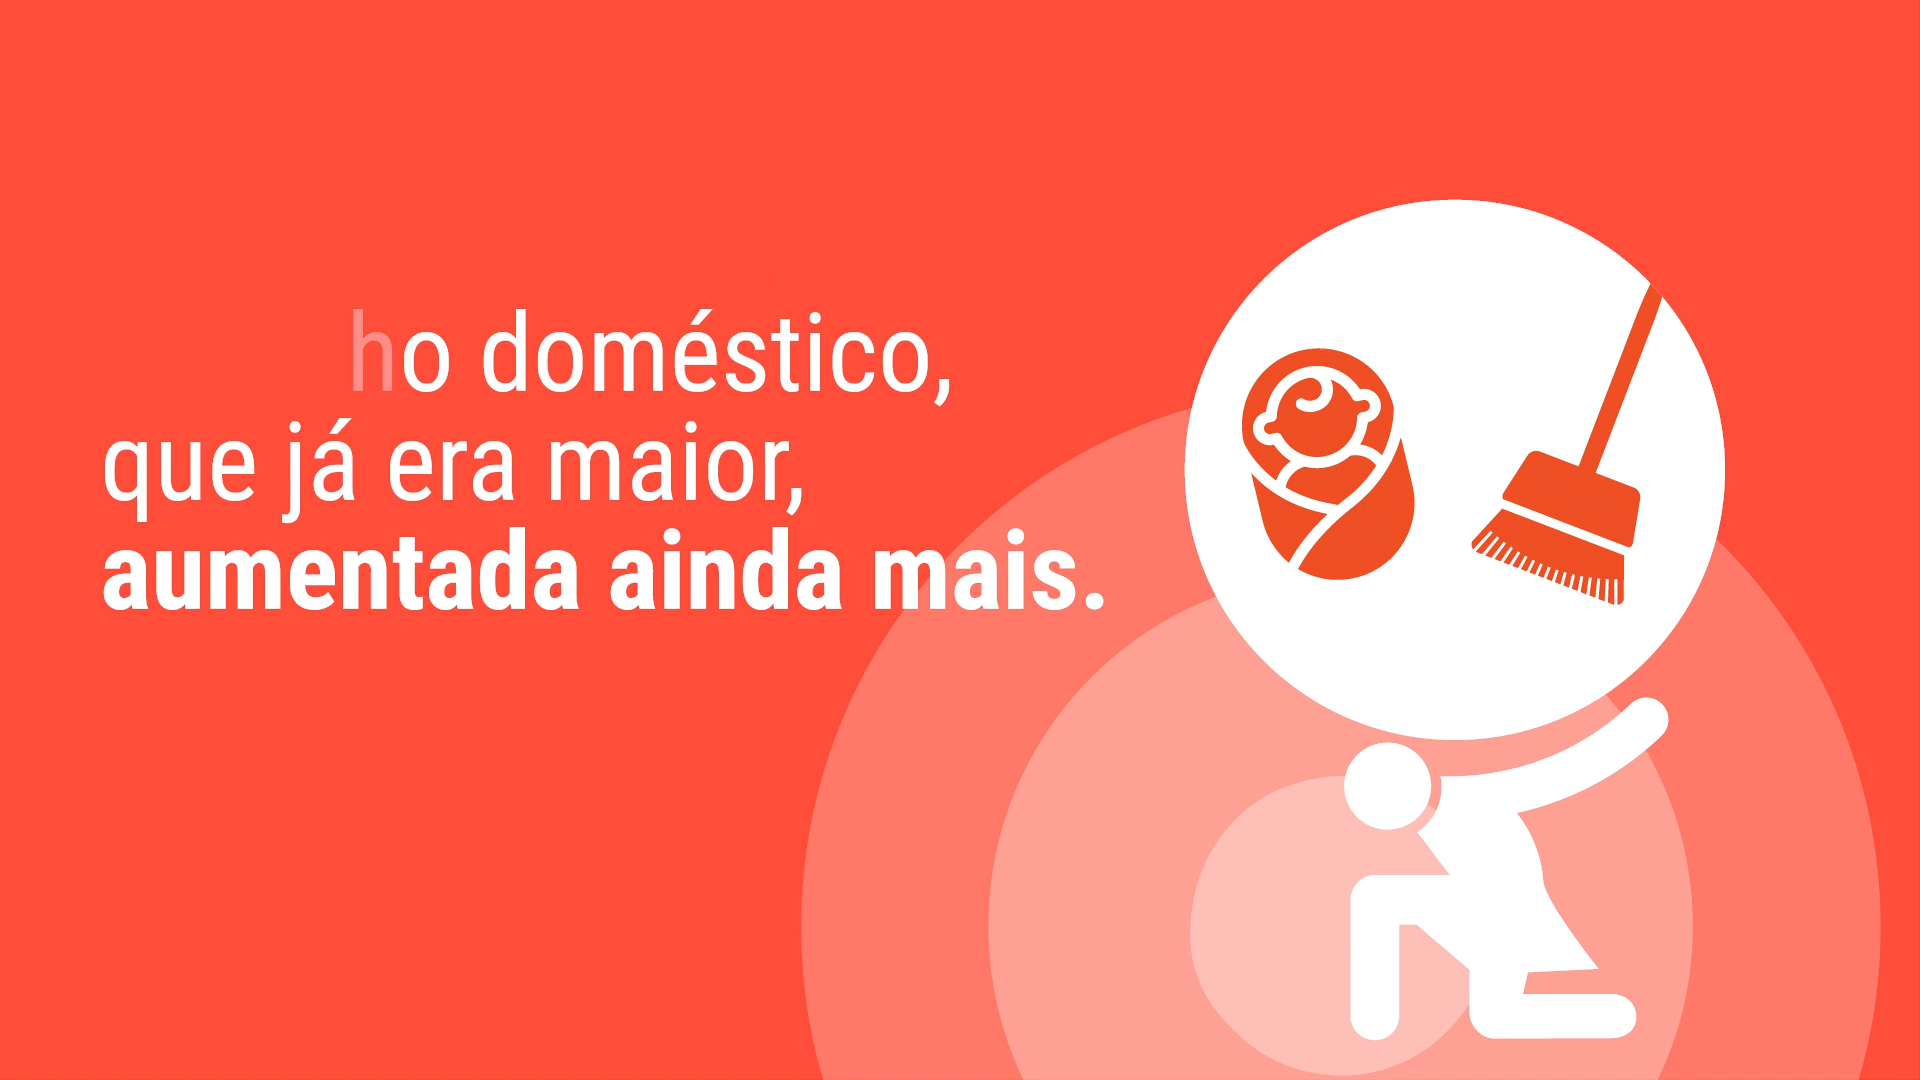 ho doméstico,
que já era maior,
aumentada ainda mais.